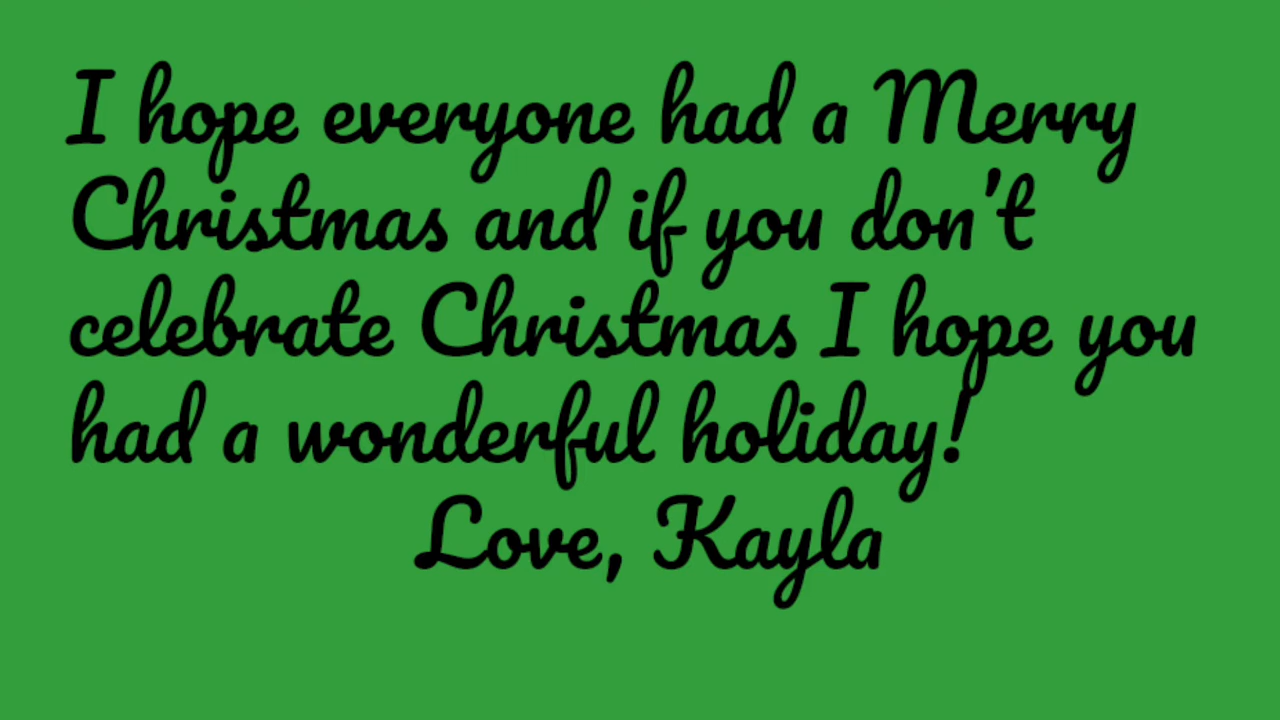 I hope everyone had a Merry
Christmas and if you don't
celebrate Christmas I hope you
had a wonderful holiday!
Love, Kayla